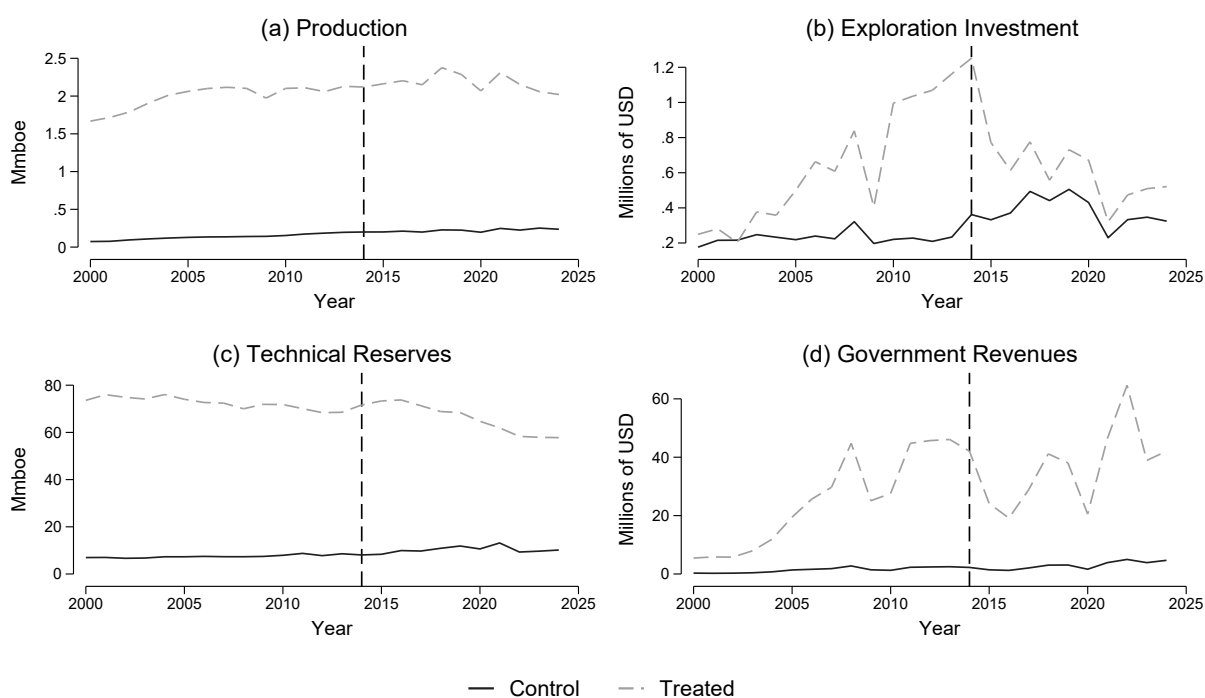 (a) Production
Mmboe
2.5
2
1.5
1
.5
0
2000 2005 2010 2015 2020 2025
Year
(b) Exploration Investment
Millions of USD
1.2
1
.8
.6
.4
.2
2000 2005 2010 2015 2020 2025
Year
(c) Technical Reserves
Mmboe
80
60
40
20
0
2000 2005 2010 2015 2020 2025
Year
(d) Government Revenues
Millions of USD
60
40
20
0
2000 2005 2010 2015 2020 2025
Year
Control Treated